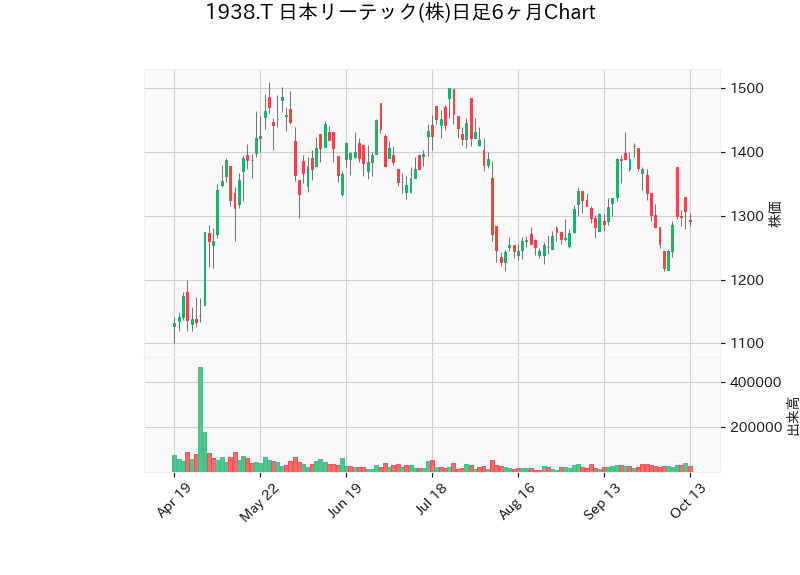 1938.T 日本リーテック(株)日足6ヶ月Chart
1500
1400
1300
1200
1100
株価
400000
200000
出来高
Apr 19
May 22
Jun 19
Jul 18
Aug 16
Sep 13
Oct 13